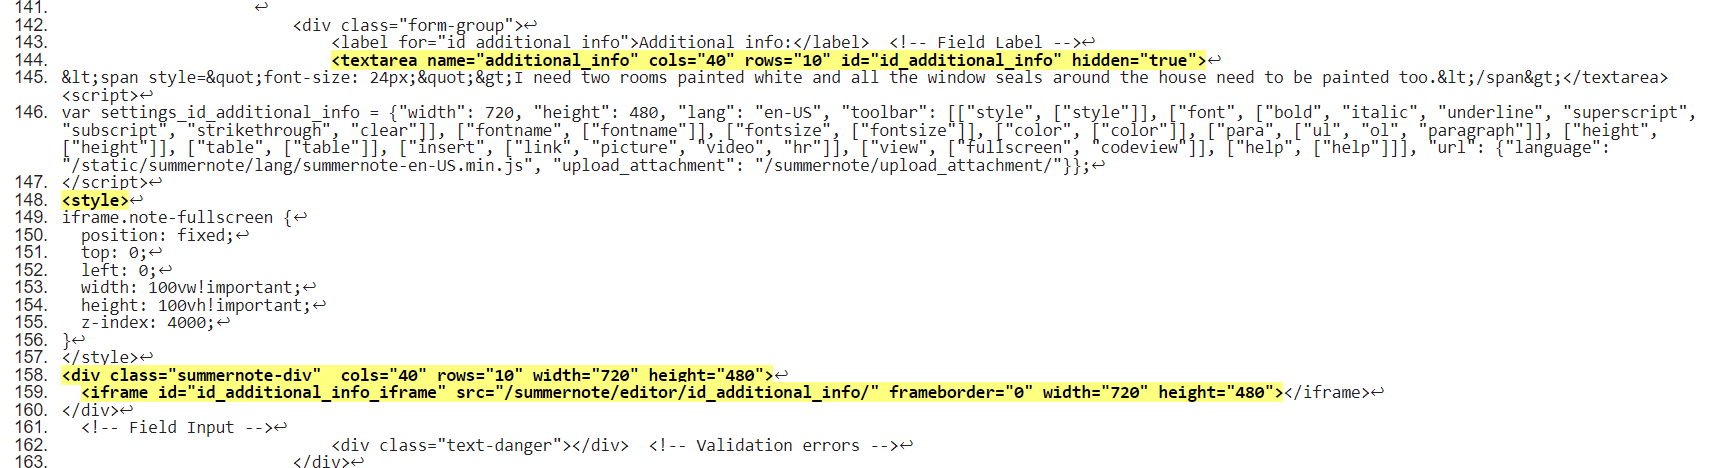 141. ↩
142. <div class="form-group">↩
143. <label for="id_additional_info">Additional info:</label>  <!-- Field Label -->↩
144. <textarea name="additional_info" cols="40" rows="10" id="id_additional_info" hidden="true">↩
145. &lt;span style=&quot;font-size: 24px;&quot;&gt;I need two rooms painted white and all the window seals around the house need to be painted too.&lt;/span&gt;</textarea>
<script>↩
146. var settings_id_additional_info = {"width": 720, "height": 480, "lang": "en-US", "toolbar": [["style", ["style"]], ["font", ["bold", "italic", "underline", "superscript",
"subscript", "strikethrough", "clear"]], ["fontname", ["fontname"]], ["fontsize", ["fontsize"]], ["color", ["color"]], ["para", ["ul", "ol", "paragraph"]], ["height",
["height"]], ["table", ["table"]], ["insert", ["link", "picture", "video", "hr"]], ["view", ["fullscreen", "codeview"]], ["help", ["help"]]], "url": {"language":
"/static/summernote/lang/summernote-en-US.min.js", "upload_attachment": "/summernote/upload_attachment/"}};↩
147. </script>↩
148. <style>↩
149. iframe.note-fullscreen {↩
150. position: fixed;↩
151. top: 0;↩
152. left: 0;↩
153. width: 100vw!important;↩
154. height: 100vh!important;↩
155. z-index: 4000;↩
156. }↩
157. </style>↩
158. <div class="summernote-div"  cols="40" rows="10" width="720" height="480">↩
159. <iframe id="id_additional_info_iframe" src="/summernote/editor/id_additional_info/" frameborder="0" width="720" height="480"></iframe>↩
160. </div>↩
161. <!-- Field Input -->↩
162. <div class="text-danger"></div>  <!-- Validation errors -->↩
163. </div>↩